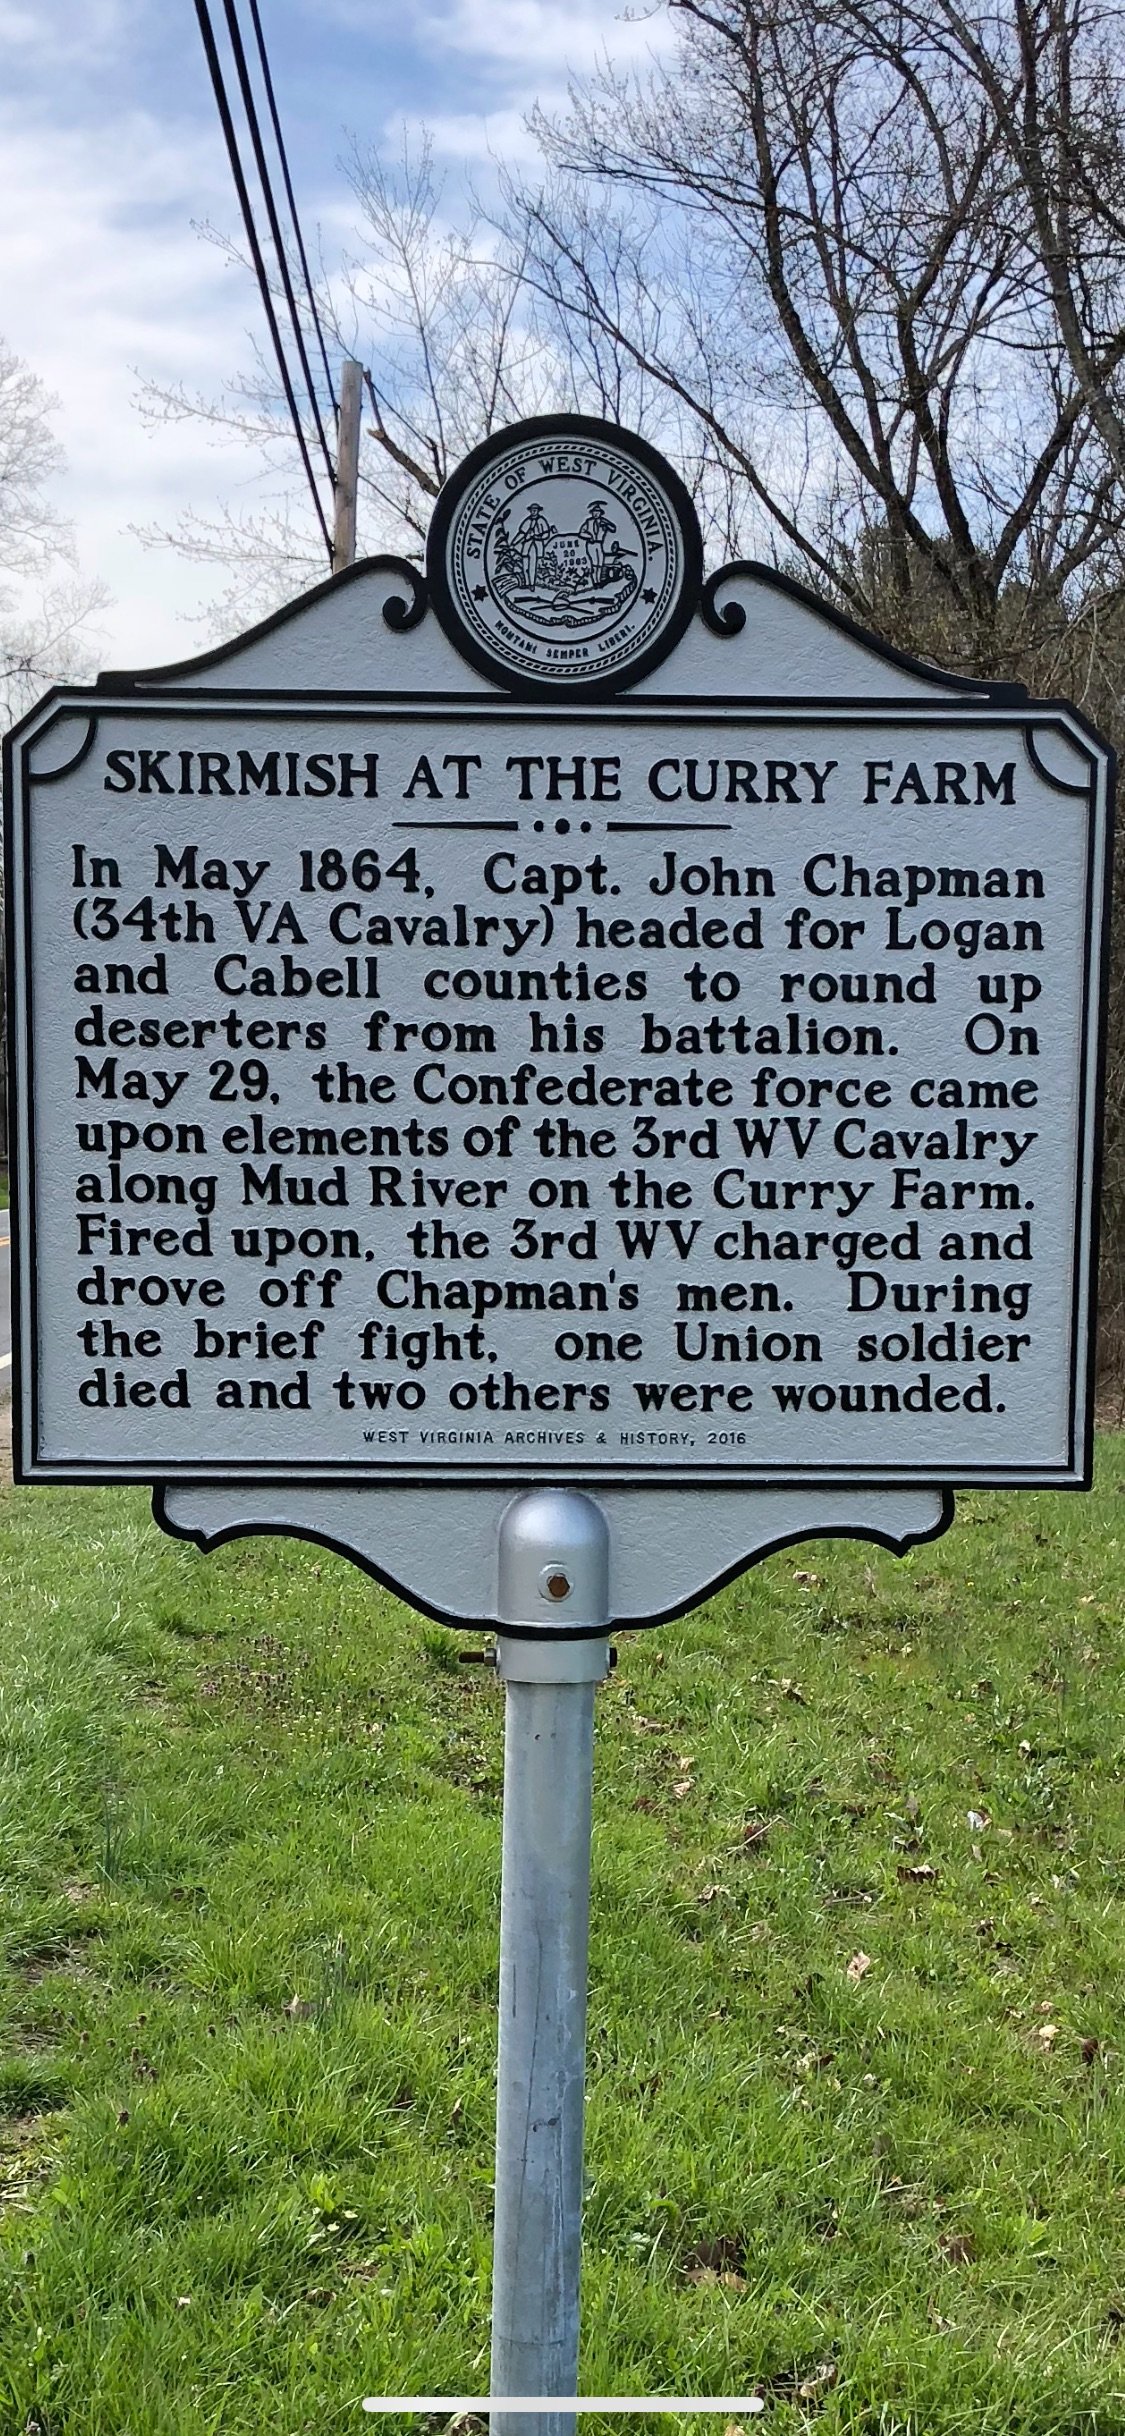 STATE OF WEST VIRGINIA.
JUNE
20
1863
MONTANI SEMPER LIBERI.
SKIRMISH AT THE CURRY FARM
In May 1864, Capt. John Chapman
(34th VA Cavalry) headed for Logan
and Cabell counties to round up
deserters from his battalion. On
May 29, the Confederate force came
upon elements of the 3rd WV Cavalry
along Mud River on the Curry Farm.
Fired upon, the 3rd WV charged and
drove off Chapman's men. During
the brief fight, one Union soldier
died and two others were wounded.
WEST VIRGINIA ARCHIVES & HISTORY, 2016